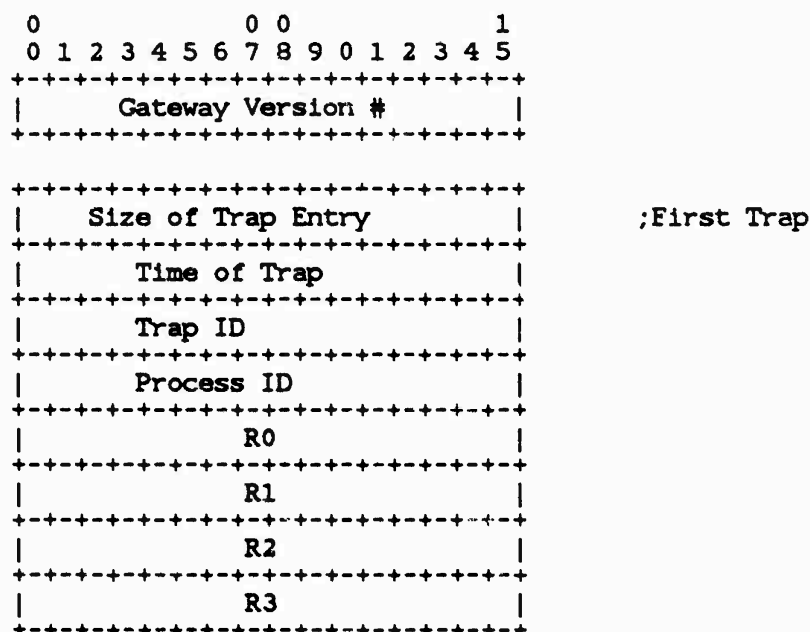 0                   0 0                   1
0 1 2 3 4 5 6 7 8 9 0 1 2 3 4 5
+-+-+-+-+-+-+-+-+-+-+-+-+-+-+-+-+
|       Gateway Version #       |
+-+-+-+-+-+-+-+-+-+-+-+-+-+-+-+-+
+-+-+-+-+-+-+-+-+-+-+-+-+-+-+-+-+
|     Size of Trap Entry        |       ;First Trap
+-+-+-+-+-+-+-+-+-+-+-+-+-+-+-+-+
|        Time of Trap           |
+-+-+-+-+-+-+-+-+-+-+-+-+-+-+-+-+
|        Trap ID                |
+-+-+-+-+-+-+-+-+-+-+-+-+-+-+-+-+
|        Process ID             |
+-+-+-+-+-+-+-+-+-+-+-+-+-+-+-+-+
|               R0              |
+-+-+-+-+-+-+-+-+-+-+-+-+-+-+-+-+
|               R1              |
+-+-+-+-+-+-+-+-+-+-+-+-+-+-+-+-+
|               R2              |
+-+-+-+-+-+-+-+-+-+-+-+-+-+-+-+-+
|               R3              |
+-+-+-+-+-+-+-+-+-+-+-+-+-+-+-+-+